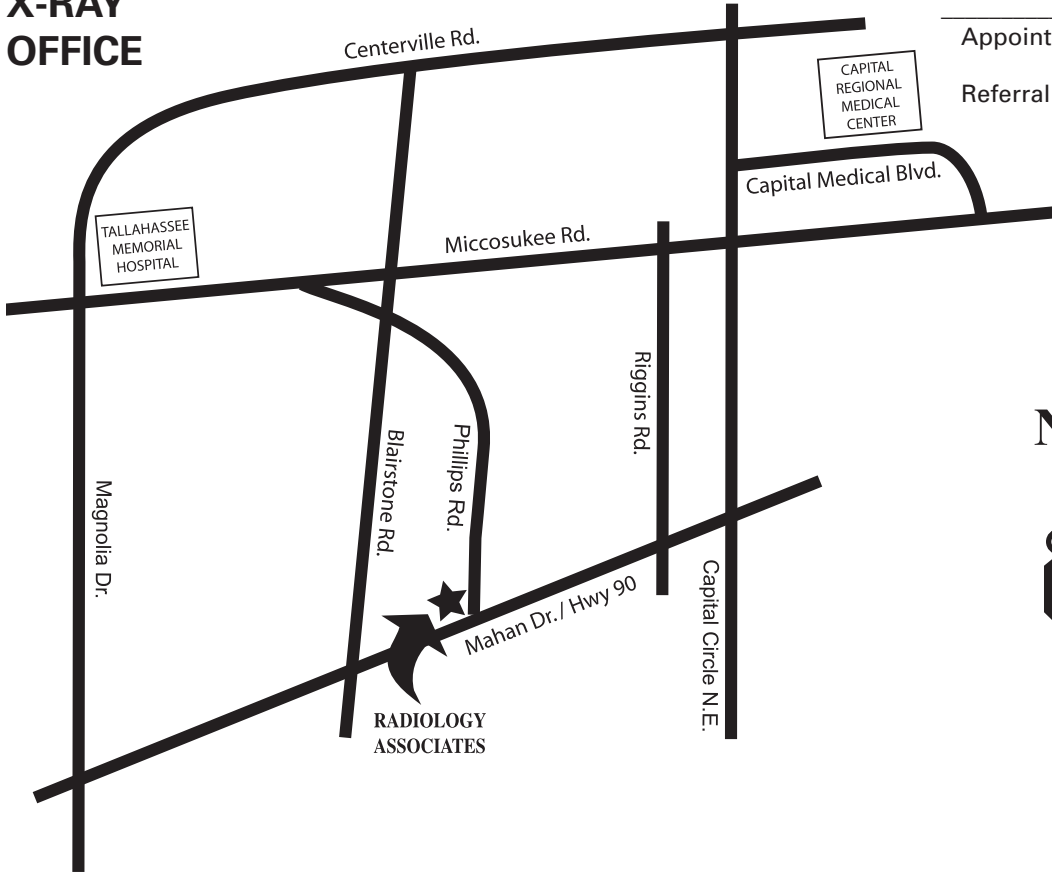 X-RAY
OFFICE
Centerville Rd.
Appoint
Referral
CAPITAL
REGIONAL
MEDICAL
CENTER
Capital Medical Blvd.
TALLAHASSEE
MEMORIAL
HOSPITAL
Miccosukee Rd.
Riggins Rd.
Blairstone Rd.
Phillips Rd.
Magnolia Dr.
Mahan Dr./ Hwy 90
Capital Circle N.E.
RADIOLOGY
ASSOCIATES